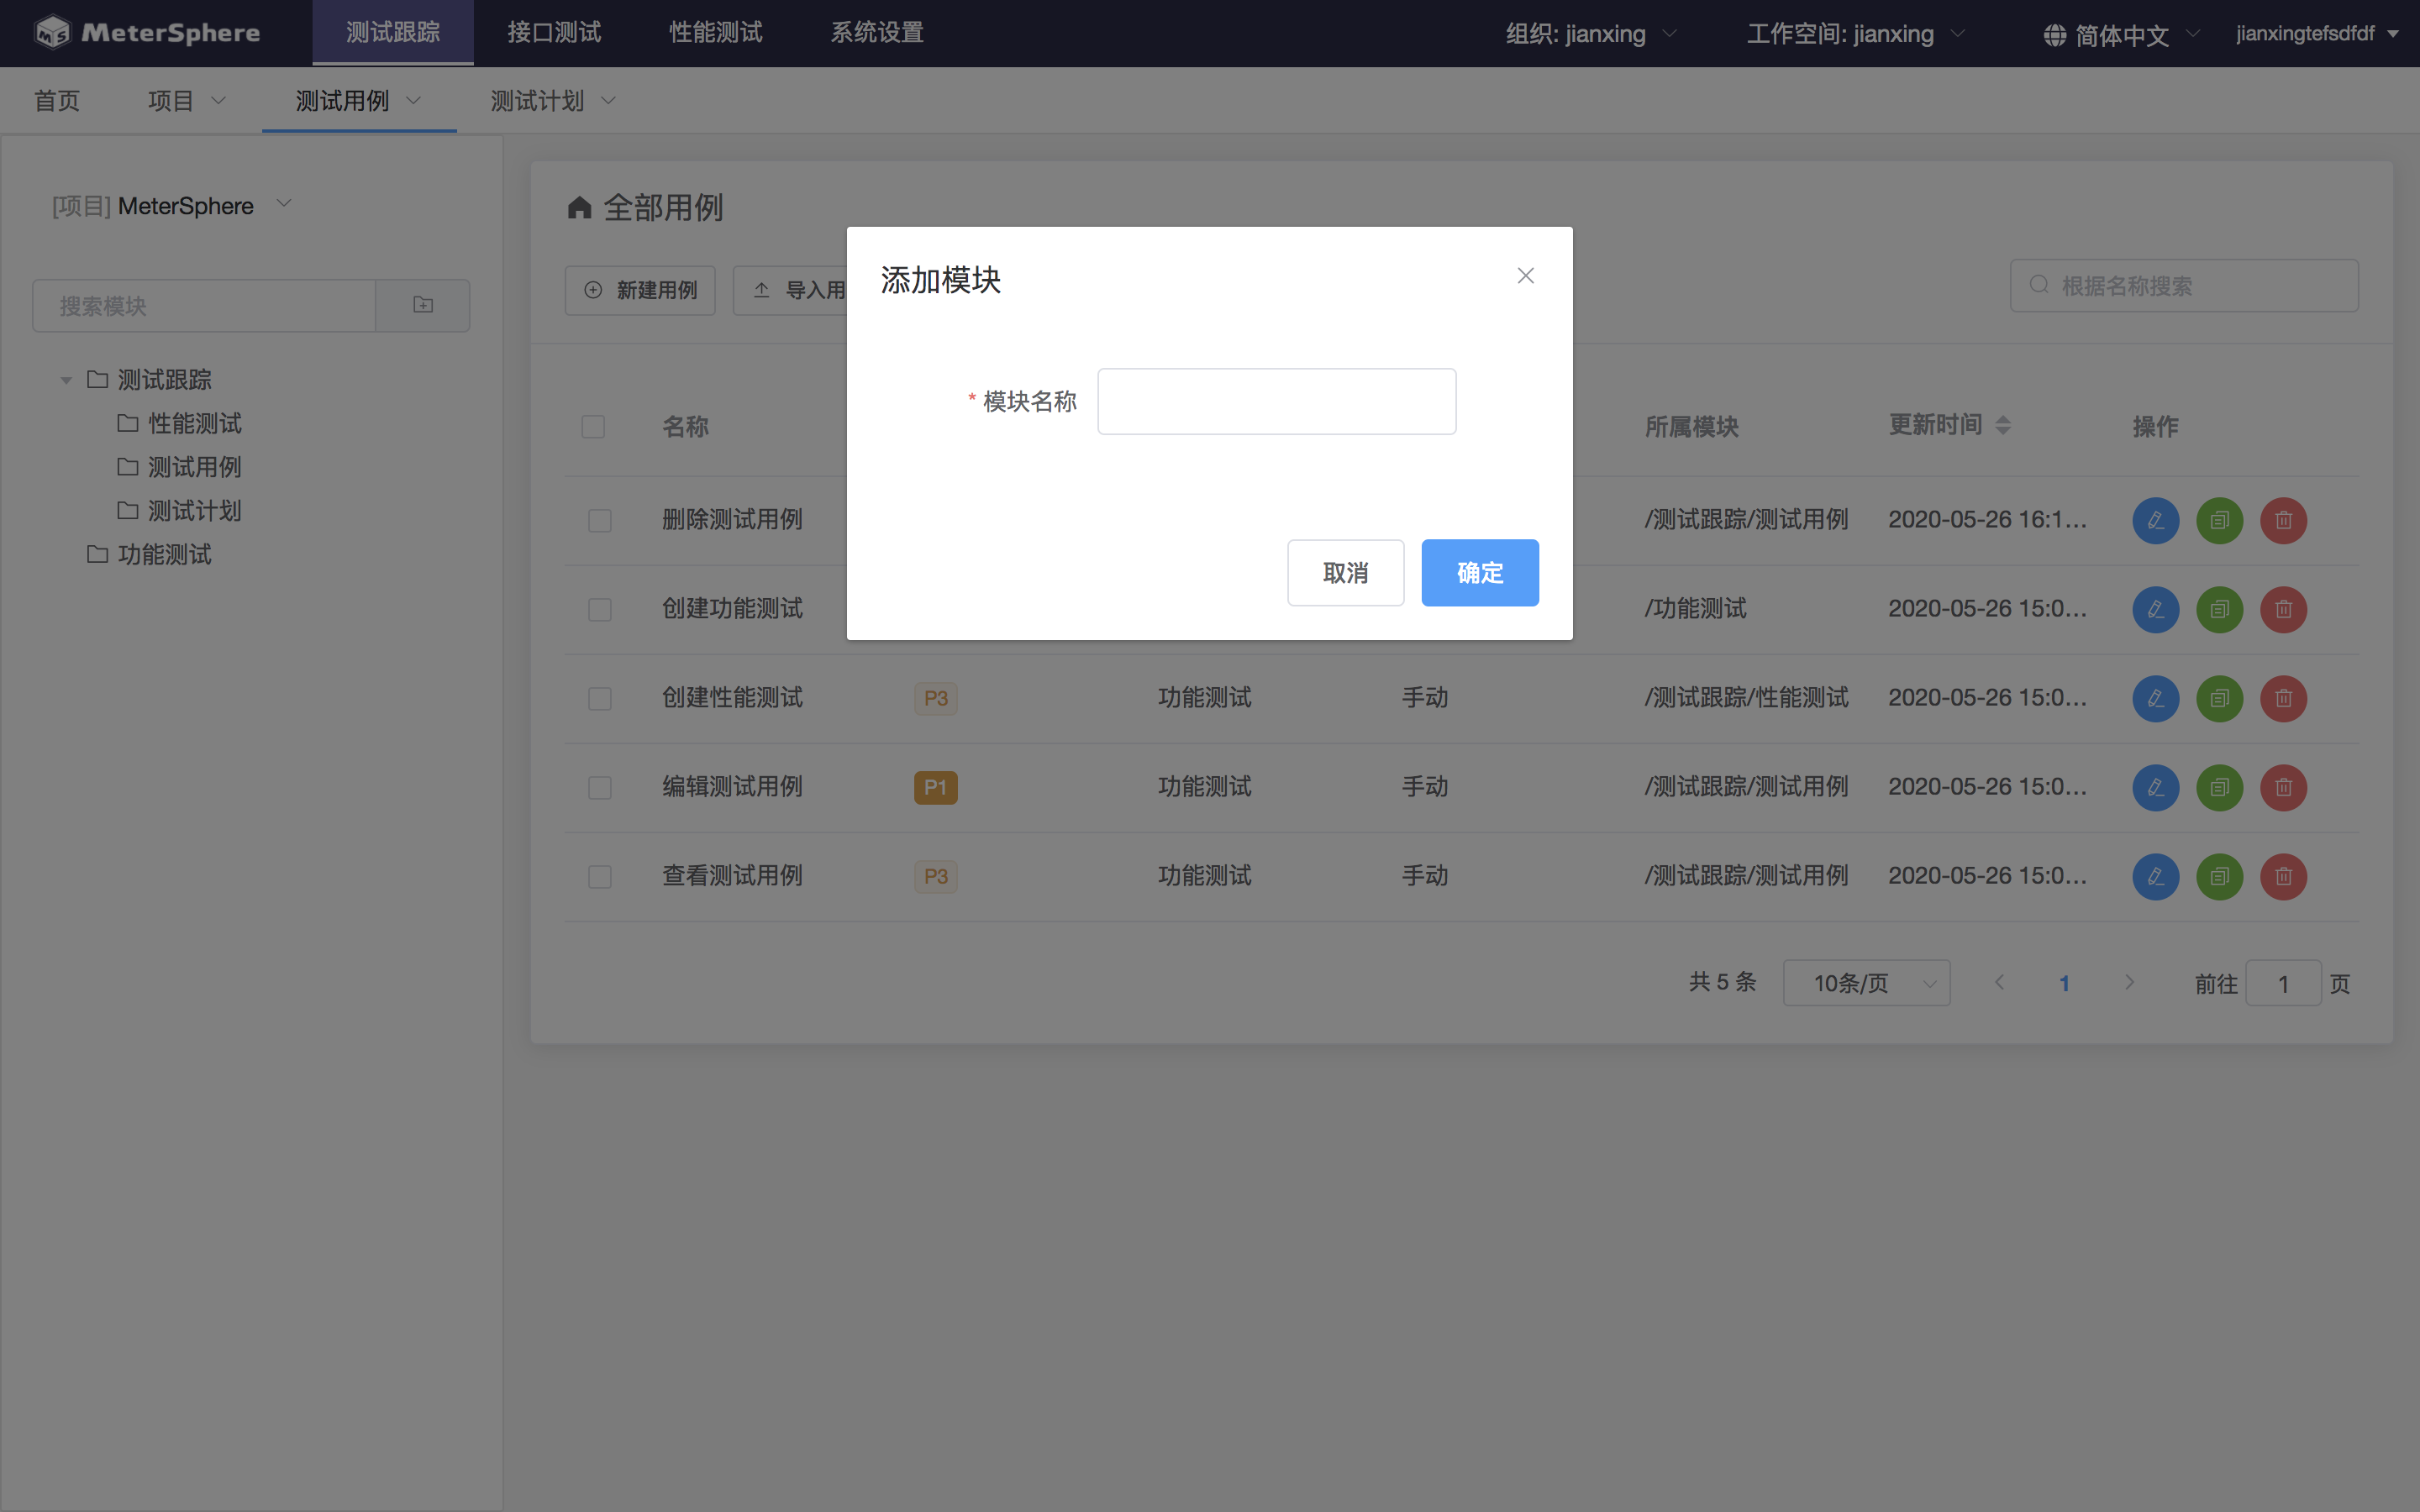 MeterSphere 测试跟踪 接口测试 性能测试 系统设置 组织: jianxing 工作空间: jianxing 简体中文 jianxingtefsdfdf
首页 项目 测试用例 测试计划
[项目] MeterSphere
搜索模块
测试跟踪
性能测试
测试用例
测试计划
功能测试
全部用例
新建用例 导入用
根据名称搜索
添加模块
* 模块名称
取消 确定
名称 所属模块 更新时间 操作
删除测试用例 /测试跟踪/测试用例 2020-05-26 16:1...
创建功能测试 /功能测试 2020-05-26 15:0...
创建性能测试 P3 功能测试 手动 /测试跟踪/性能测试 2020-05-26 15:0...
编辑测试用例 P1 功能测试 手动 /测试跟踪/测试用例 2020-05-26 15:0...
查看测试用例 P3 功能测试 手动 /测试跟踪/测试用例 2020-05-26 15:0...
共 5 条 10条/页 1 前往 1 页